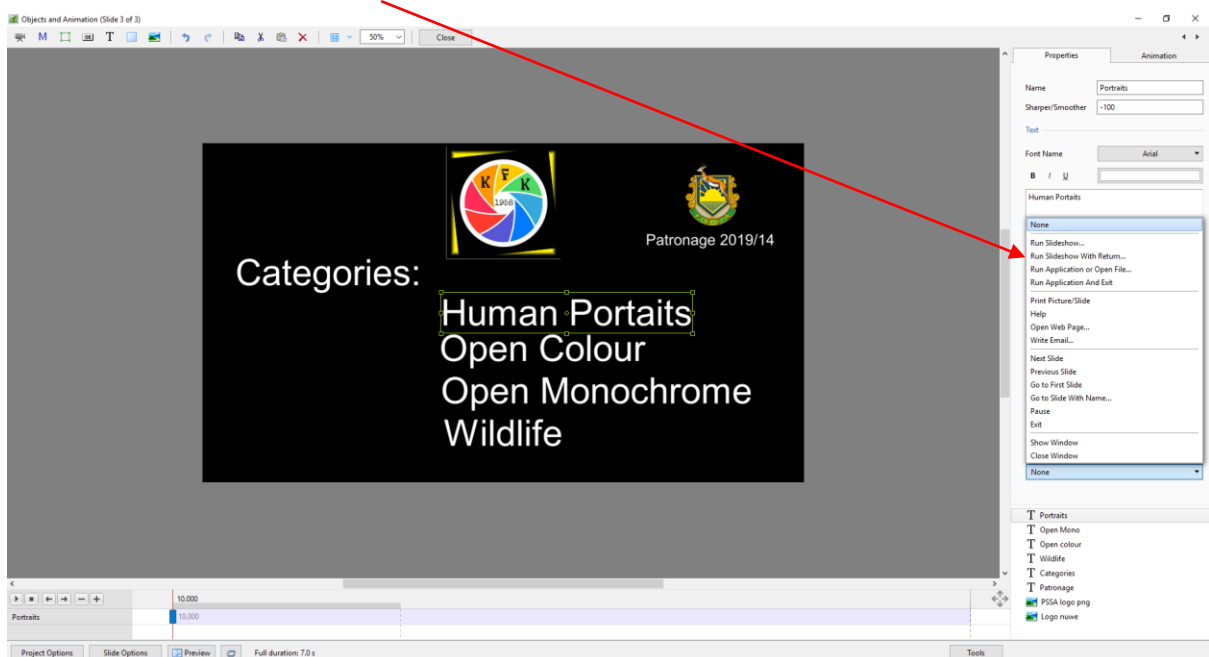 Objects and Animation (Slide 3 of 3)
M OK T 50% Close
Properties Animation
Name Portraits
Sharper/Smoother -100
Text
Font Name Arial
B I U
Human Portaits
None
Run Slideshow...
Run Slideshow With Return...
Run Application or Open File...
Run Application And Exit
Print Picture/Slide
Help
Open Web Page...
Write Email...
Next Slide
Previous Slide
Go to First Slide
Go to Slide With Name...
Pause
Exit
Show Window
Close Window
None
K F K
1958
Patronage 2019/14
Categories:
Human Portaits
Open Colour
Open Monochrome
Wildlife
T Portraits
T Open Mono
T Open colour
T Wildlife
T Categories
T Patronage
PSSA logo png
Logo nuwe
10.000
Portraits 10.000
Project Options Slide Options Preview Full duration: 7.0 s Tools